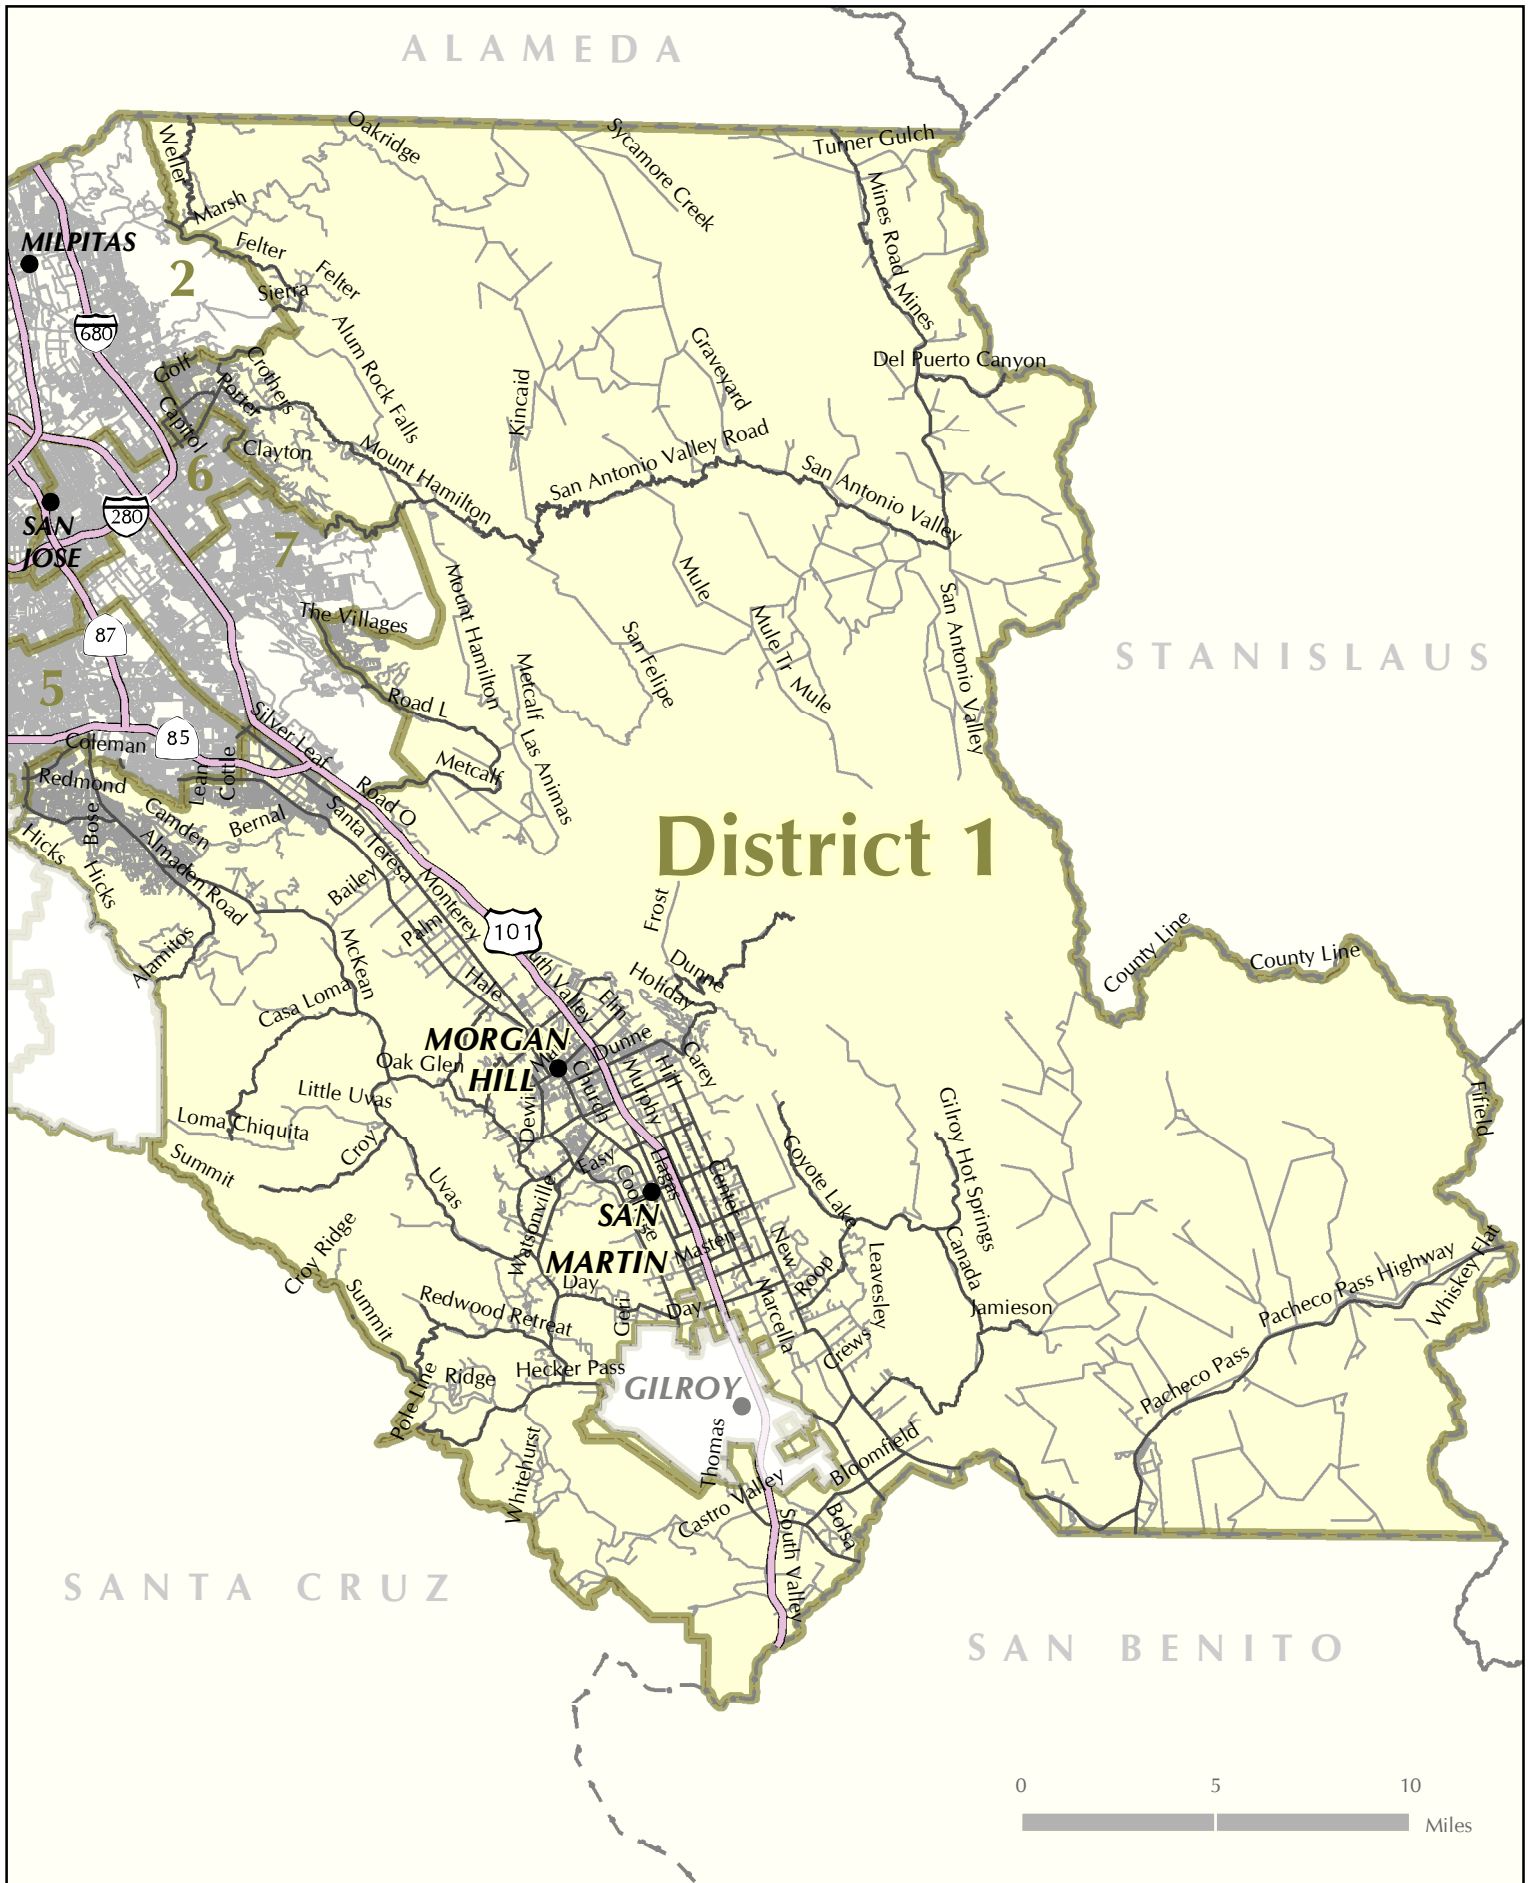 ALAMEDA
Oakridge
Sycamore Creek
Turner Gulch
Weller
Marsh
Mines Road
MILPITAS
Felter
Felter
2
Sierra
Mines
680
Alum Rock Falls
Graveyard
Del Puerto Canyon
Golf
Crothers
Porter
Kincaid
Capitol
Clayton
Mount Hamilton
San Antonio Valley Road
San Antonio Valley
6
280
SAN
JOSE
7
Mule
Mount Hamilton
San Antonio Valley
The Villages
Mule Tr
San Felipe
87
STANISLAUS
5
Metcalf
Mule
Road L
Silver Leaf
Coleman
85
Las Animas
Metcalf
Redmond
Lean
Cottle
Road O
Santa Teresa
Bose
Camden
Bernal
District 1
Hicks
Almaden Road
Hicks
Bailey
Monterey
Frost
Palm
101
County Line
County Line
Alamitos
McKean
Dunne
Holiday
Hale
Valley
Elm
Casa Loma
MORGAN
HILL
Dunne
Oak Glen
Carey
Hill
Murphy
Church
Little Uvas
Fifield
Loma Chiquita
Gilroy Hot Springs
Croy
Summit
Coyote Lake
Easy
Llagas
Center
Uvas
Watsonville
SAN
MARTIN
Masten
New
Croy Ridge
Roop
Leavesley
Canada
Day
Summit
Redwood Retreat
Geri
Day
Marcella
Jamieson
Pacheco Pass Highway
Whiskey Flat
Crews
Hecker Pass
Ridge
GILROY
Pole Line
Pacheco Pass
Thomas
Whitehurst
Bloomfield
Castro Valley
Bolsa
South Valley
SANTA CRUZ
SAN BENITO
0 5 10
Miles